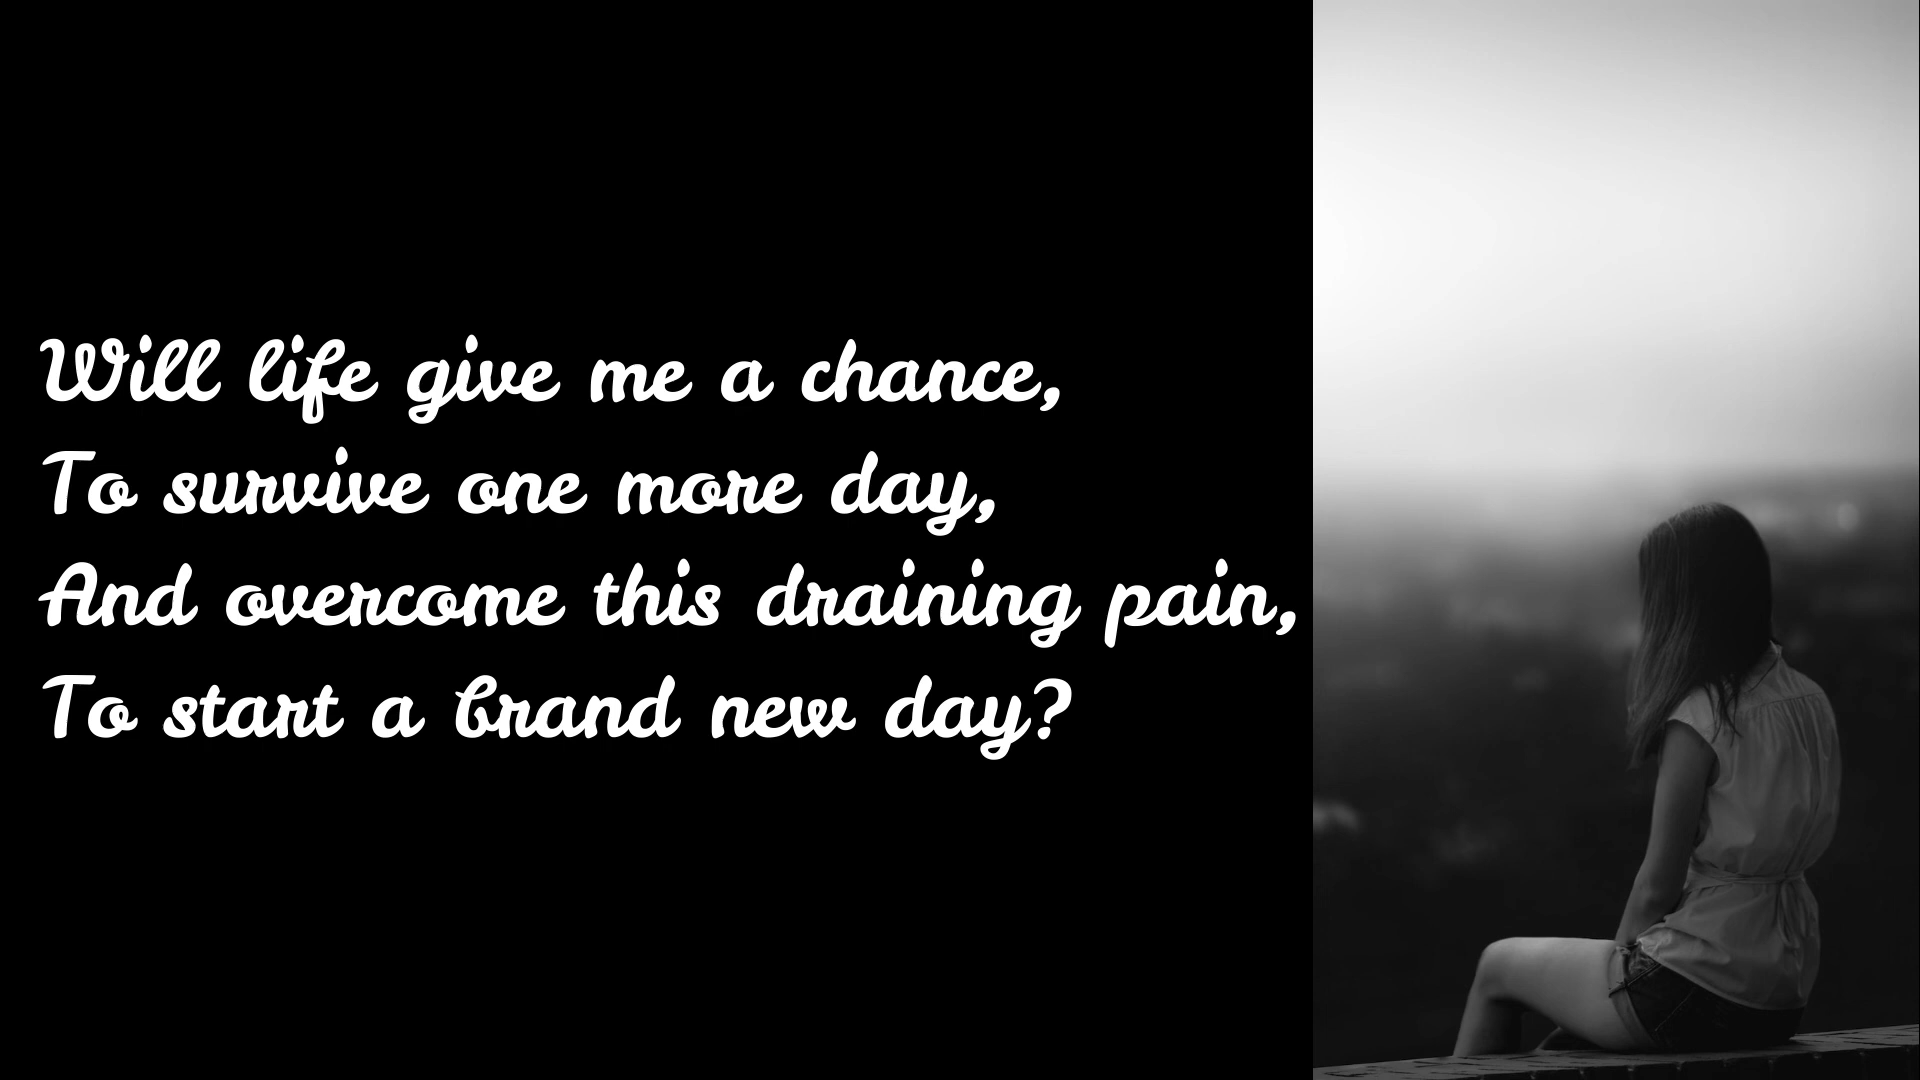 Will life give me a chance,
To survive one more day,
And overcome this draining pain,
To start a brand new day?